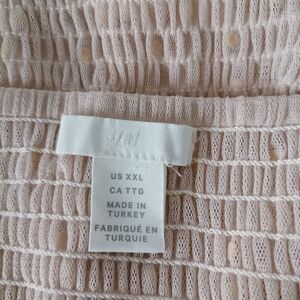 H&M
US XXL
CA TTG
MADE IN
TURKEY
FABRIQUÉ EN
TURQUIE